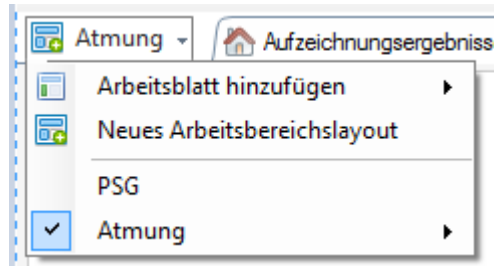 Atmung
Aufzeichnungsergebniss
Arbeitsblatt hinzufügen
Neues Arbeitsbereichslayout
PSG
Atmung